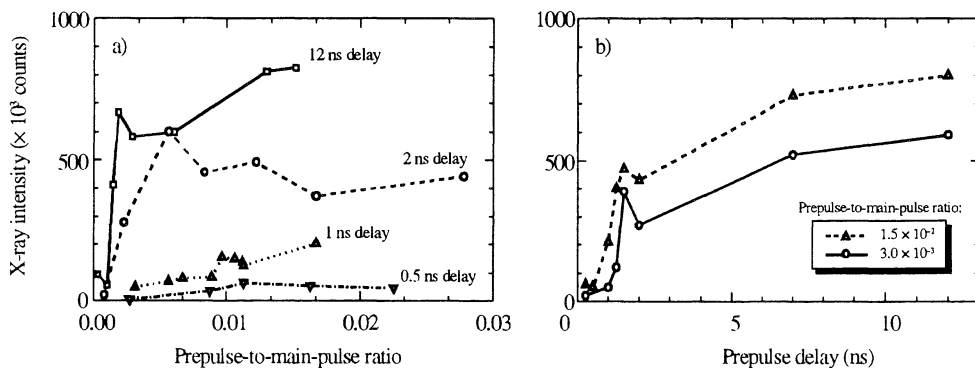 1000
500
0
0.00
0.01
0.02
0.03
X-ray intensity (× 10³ counts)
Prepulse-to-main-pulse ratio
a)
12 ns delay
2 ns delay
1 ns delay
0.5 ns delay
1000
500
0
0
5
10
Prepulse delay (ns)
b)
Prepulse-to-main-pulse ratio:
1.5 × 10⁻²
3.0 × 10⁻³